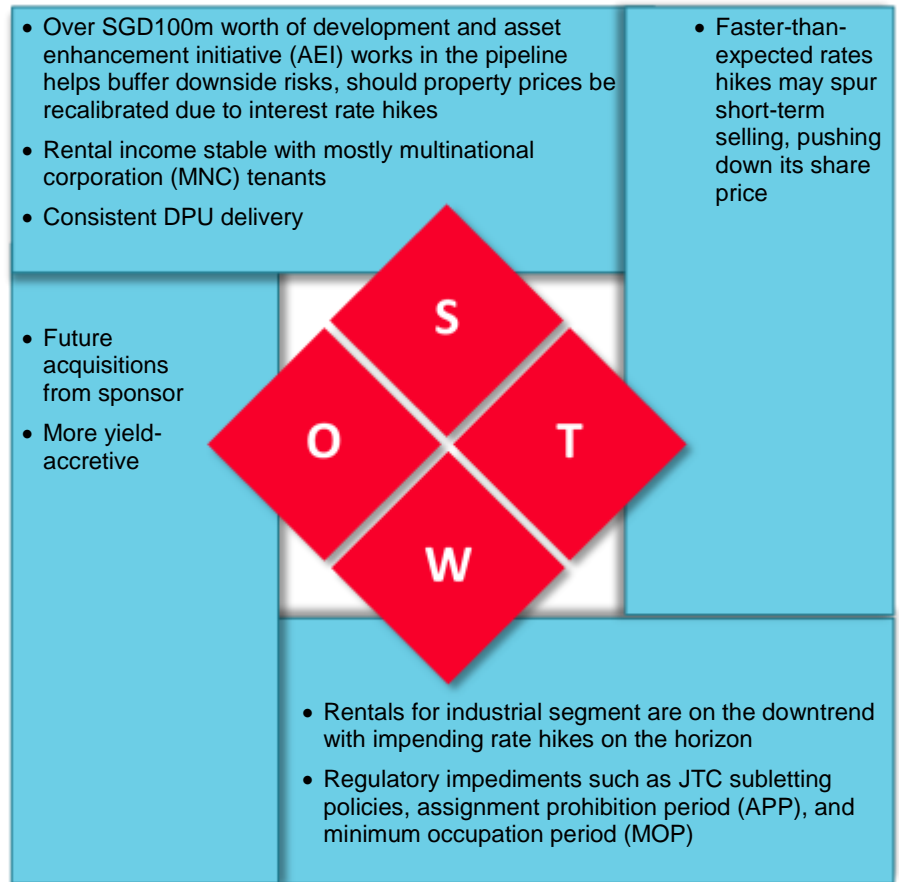 • Over SGD100m worth of development and asset
enhancement initiative (AEI) works in the pipeline
helps buffer downside risks, should property prices be
recalibrated due to interest rate hikes
• Rental income stable with mostly multinational
corporation (MNC) tenants
• Consistent DPU delivery
• Faster-than-
expected rates
hikes may spur
short-term
selling, pushing
down its share
price
S
• Future
acquisitions
from sponsor
• More yield-
accretive
O
T
W
• Rentals for industrial segment are on the downtrend
with impending rate hikes on the horizon
• Regulatory impediments such as JTC subletting
policies, assignment prohibition period (APP), and
minimum occupation period (MOP)